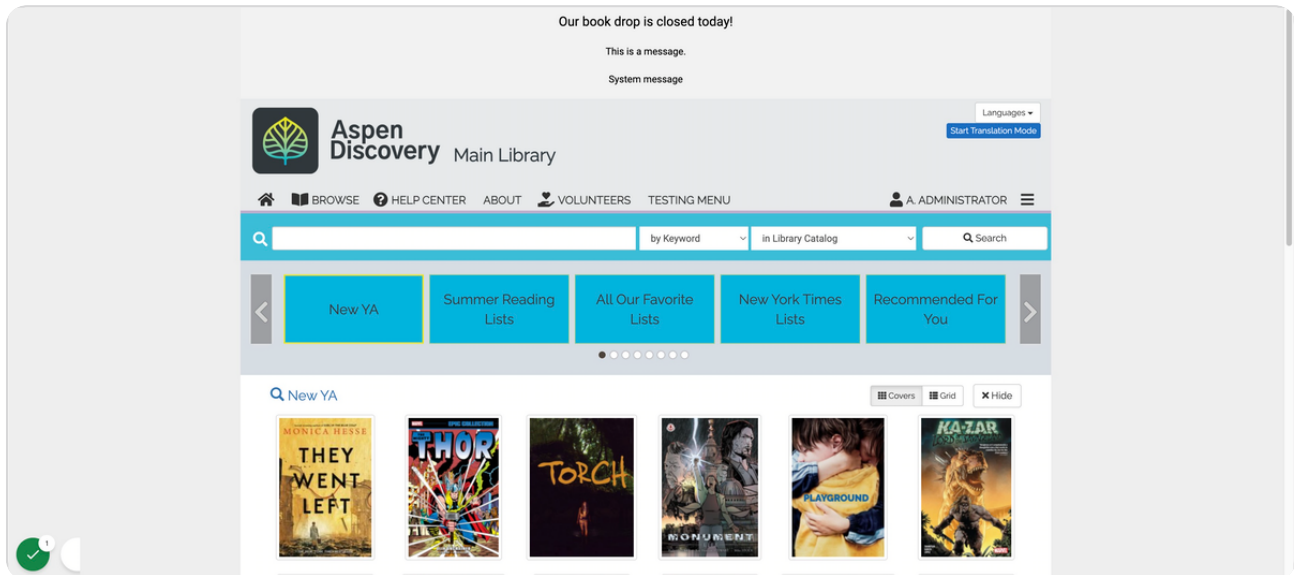 Our book drop is closed today!
This is a message.
System message
Languages
Start Translation Mode
Aspen
Discovery Main Library
BROWSE HELP CENTER ABOUT VOLUNTEERS TESTING MENU A. ADMINISTRATOR
by Keyword in Library Catalog Search
New YA
Summer Reading
Lists
All Our Favorite
Lists
New York Times
Lists
Recommended For
You
New YA
Covers Grid Hide
MONICA HESSE
THEY
WENT
LEFT
EPIC COLLECTION
THOR
TORCH
MONUMENT
PLAYGROUND
KA-ZAR
1